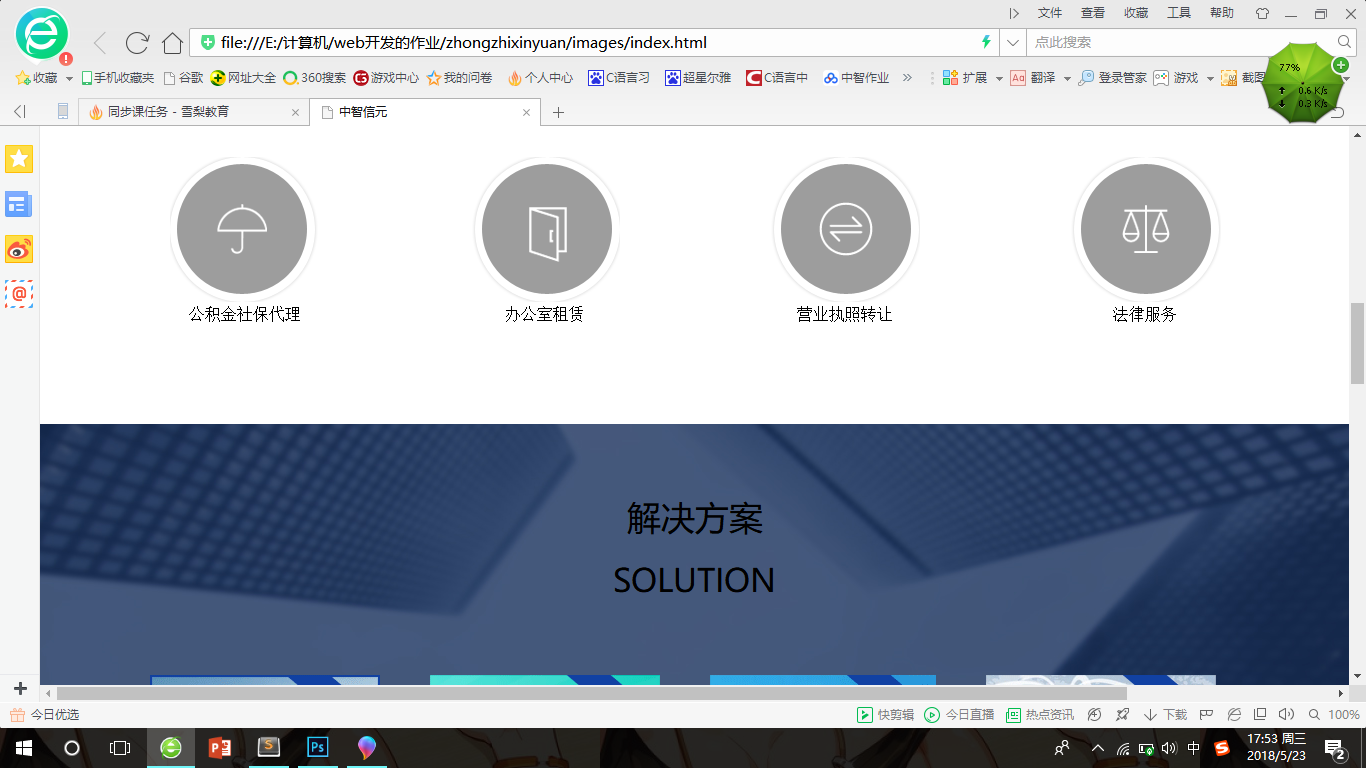 文件 查看 收藏 工具 帮助
file:///E:/计算机/web开发的作业/zhongzhixinyuan/images/index.html
点此搜索
收藏 手机收藏夹 谷歌 网址大全 360搜索 游戏中心 我的问卷 个人中心 C语言习 超星尔雅 C语言中 中智作业 » 扩展 Aa 翻译 登录管家 游戏 截图
77%
0.6 K/s
0.3 K/s
同步课任务 - 雪梨教育 中智信元
公积金社保代理 办公室租赁 营业执照转让 法律服务
解决方案
SOLUTION
今日优选 快剪辑 今日直播 热点资讯 下载 100%
中 17:53 周三
2018/5/23
2